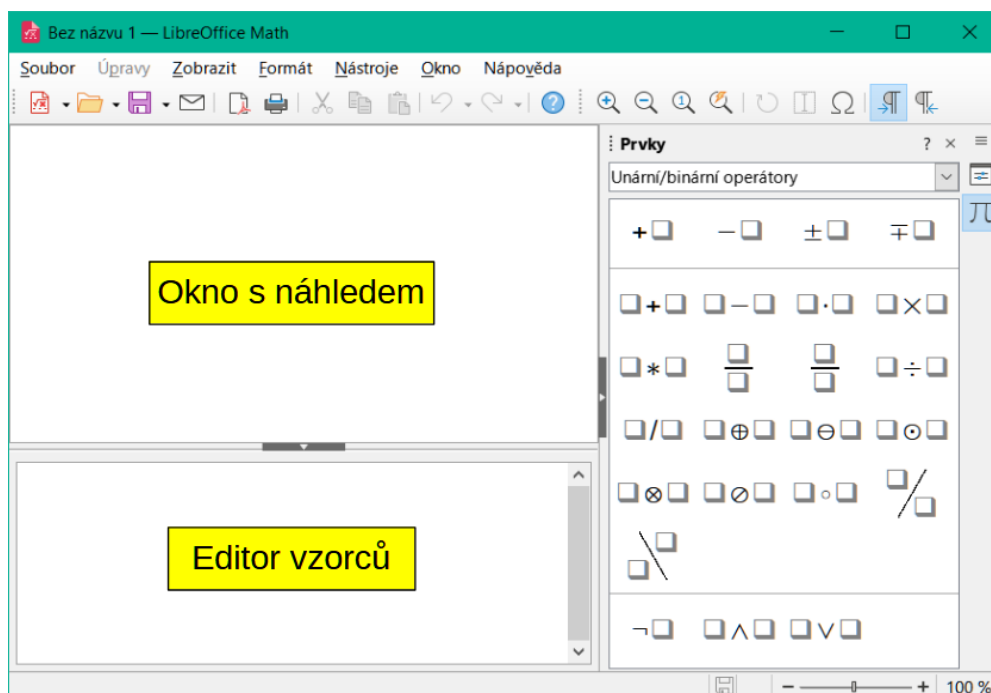 Bez názvu 1 — LibreOffice Math
Soubor Úpravy Zobrazit Formát Nástroje Okno Nápověda
Prvky
Unární/binární operátory
+□ −□ ±□ ∓□
Okno s náhledem
□+□ □−□ □·□ □×□
□∗□ □/□ □/□ □÷□
□/□ □⊕□ □⊖□ □⊙□
□⊗□ □⊘□ □∘□ □/□
□\□
Editor vzorců
¬□ □∧□ □∨□
100 %